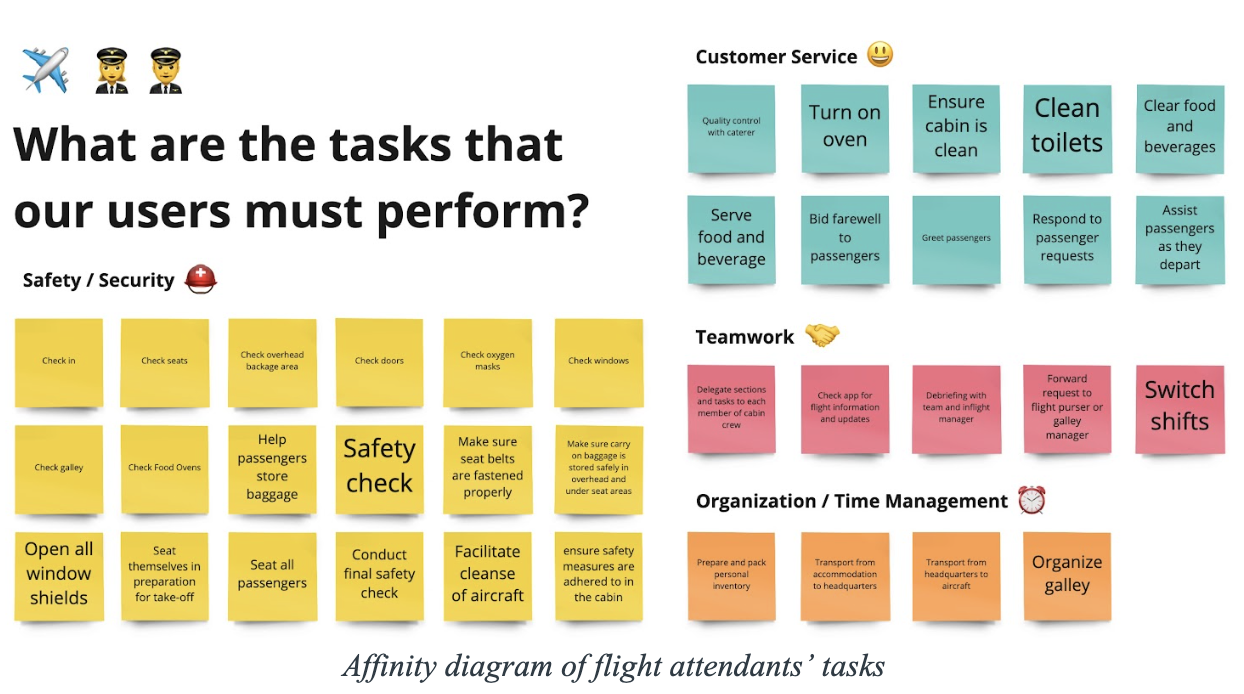 What are the tasks that
our users must perform?
Safety / Security
Check in
Check seats
Check overhead
backage area
Check doors
Check oxygen
masks
Check windows
Check galley
Check Food Ovens
Help
passengers
store
baggage
Safety
check
Make sure
seat belts
are fastened
properly
Make sure carry
on baggage is
stored safely in
overhead and
under seat areas
Open all
window
shields
Seat
themselves in
preparation
for take-off
Seat all
passengers
Conduct
final safety
check
Facilitate
cleanse
of aircraft
ensure safety
measures are
adhered to in
the cabin
Customer Service
Quality control
with caterer
Turn on
oven
Ensure
cabin is
clean
Clean
toilets
Clear food
and
beverages
Serve
food and
beverage
Bid farewell
to
passengers
Greet passengers
Respond to
passenger
requests
Assist
passengers
as they
depart
Teamwork
Delegate sections
and tasks to each
member of cabin
crew
Check app for
flight information
and updates
Debriefing with
team and inflight
manager
Forward
request to
flight purser or
galley
manager
Switch
shifts
Organization / Time Management
Prepare and pack
personal
inventory
Transport from
accommodation
to headquarters
Transport from
headquarters to
aircraft
Organize
galley
Affinity diagram of flight attendants’ tasks